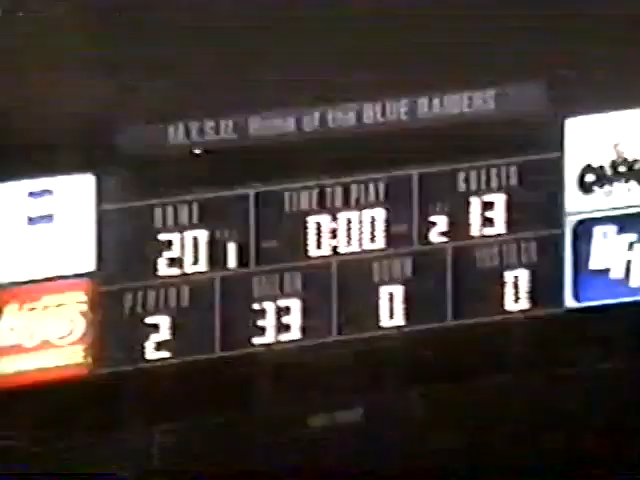 M.T.S.U. Home of the BLUE RAIDERS
HOME TIME TO PLAY GUESTS
20 1 0:00 2 13
PERIOD BALL ON DOWN YDS TO GO
2 33 0 0